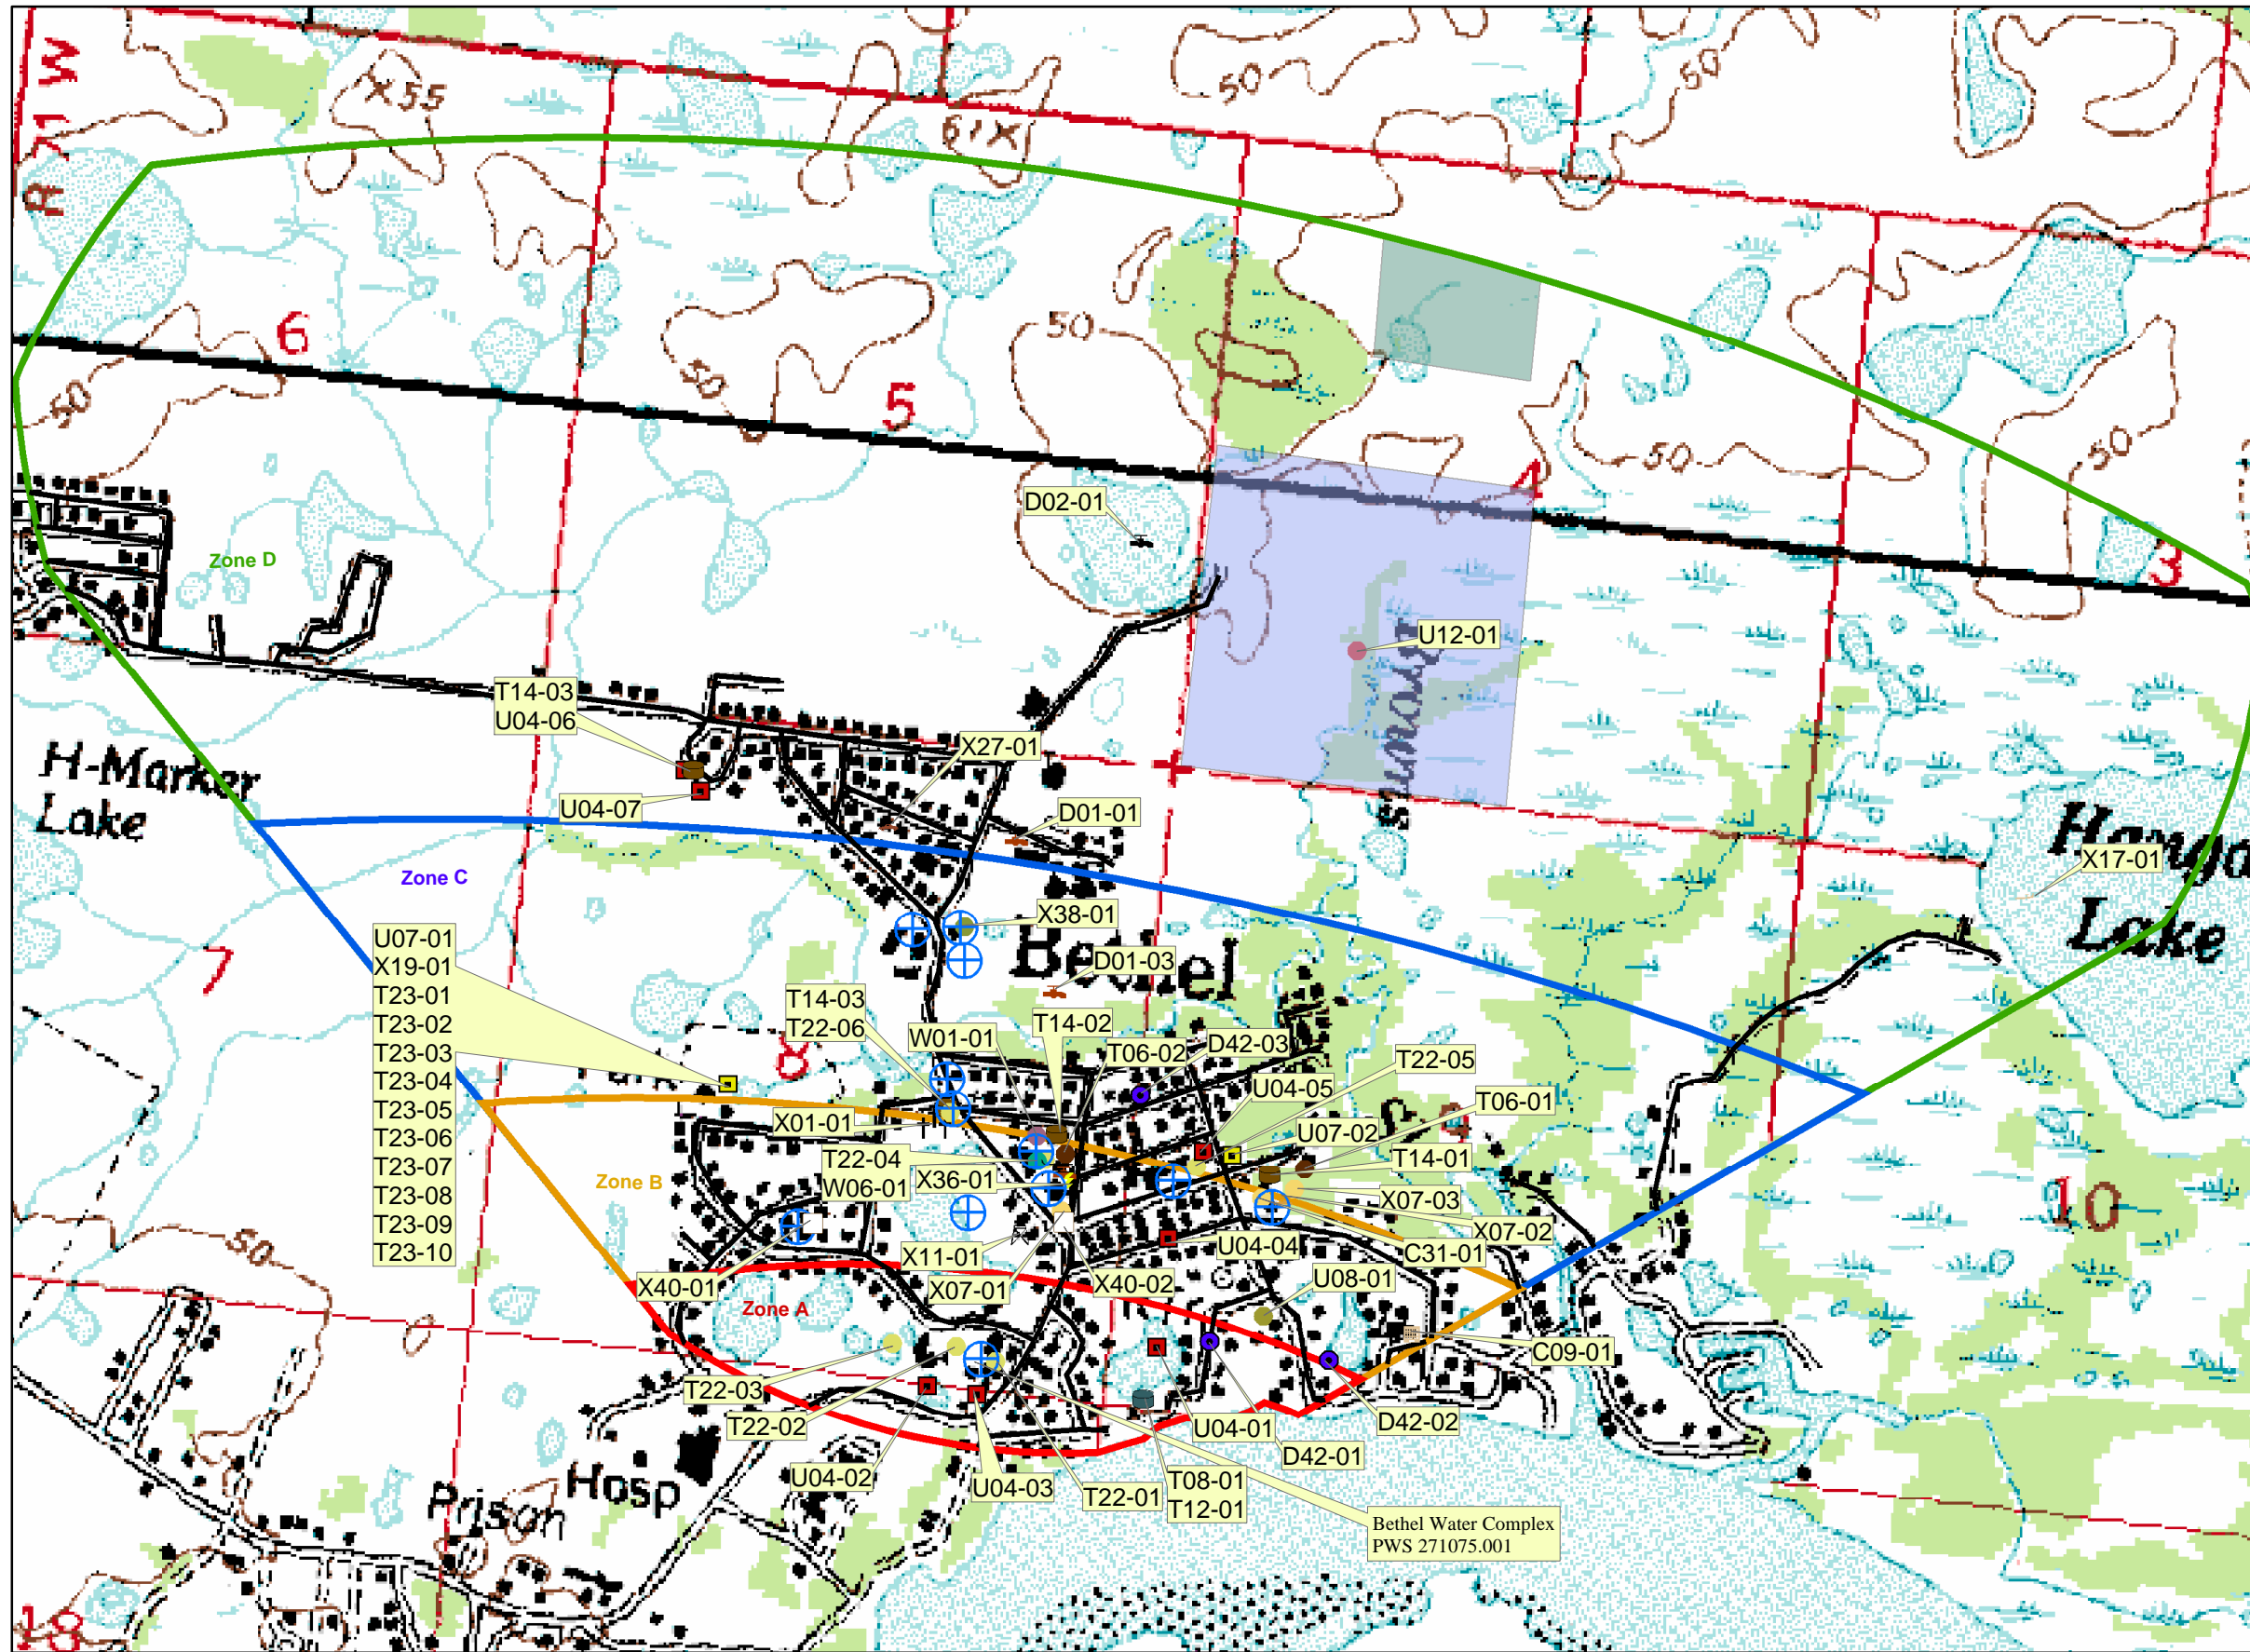 R 71 W
X55
61X
50
50
50
50
50
50
50
6
5
4
3
D02-01
Zone D
U12-01
Browns
T14-03
U04-06
X27-01
H-Marker
Lake
U04-07
D01-01
X17-01
Lake
Zone C
X38-01
Bethel
D01-03
7
U07-01
X19-01
T23-01
T23-02
T23-03
T23-04
T23-05
T23-06
T23-07
T23-08
T23-09
T23-10
8
T14-03
T22-06
W01-01
T14-02
T06-02
D42-03
T22-05
U04-05
T06-01
9
X01-01
U07-02
T22-04
W06-01
T14-01
Zone B
X36-01
X07-03
10
X07-02
50
X11-01
U04-04
C31-01
X40-01
X07-01
X40-02
U08-01
Zone A
C09-01
T22-03
T22-02
U04-01
D42-02
D42-01
U04-02
U04-03
T22-01
T08-01
T12-01
Hosp
Prison
Bethel Water Complex
PWS 271075.001
18